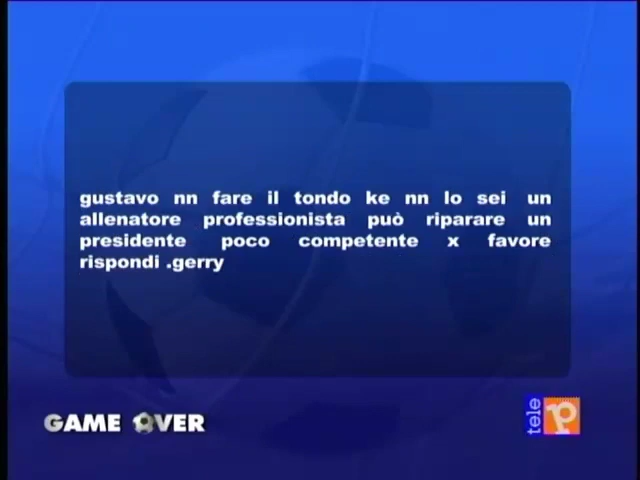 gustavo nn fare il tondo ke nn lo sei un
allenatore professionista può riparare un
presidente poco competente x favore
rispondi .gerry
GAME OVER
tele P